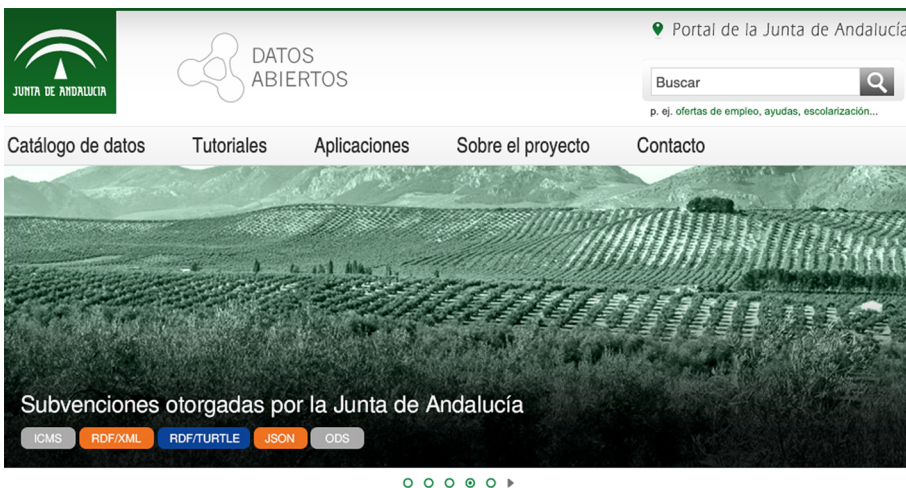 JUNTA DE ANDALUCIA
DATOS
ABIERTOS
Portal de la Junta de Andalucía
Buscar
p. ej. ofertas de empleo, ayudas, escolarización...
Catálogo de datos Tutoriales Aplicaciones Sobre el proyecto Contacto
Subvenciones otorgadas por la Junta de Andalucía
ICMS RDF/XML RDF/TURTLE JSON ODS